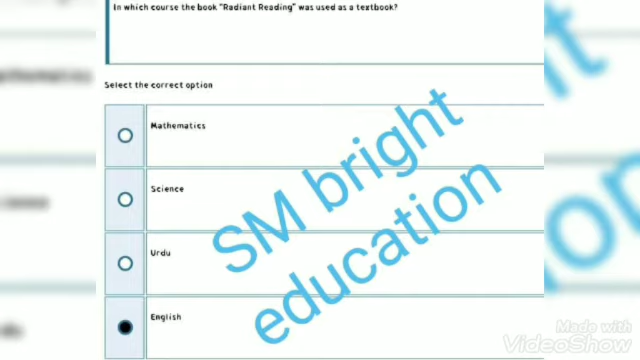 In which course the book "Radiant Reading" was used as a textbook?
Select the correct option
Mathematics
Science
Urdu
English
SM bright
education
Made with
VideoShow